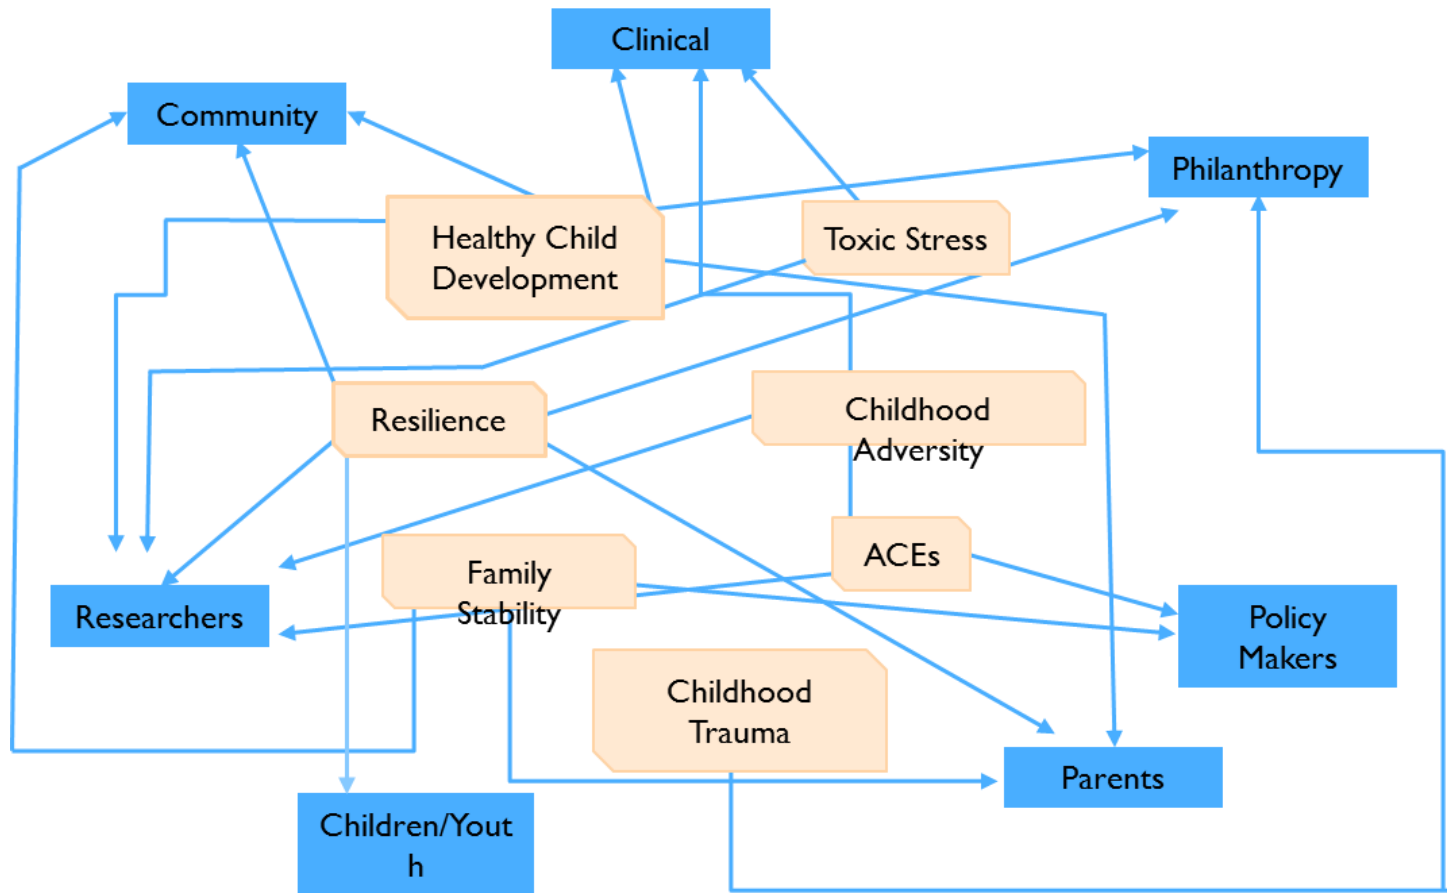 Clinical
Community
Philanthropy
Healthy Child
Development
Toxic Stress
Resilience
Childhood
Adversity
ACEs
Family
Stability
Researchers
Policy
Makers
Childhood
Trauma
Parents
Children/Yout
h